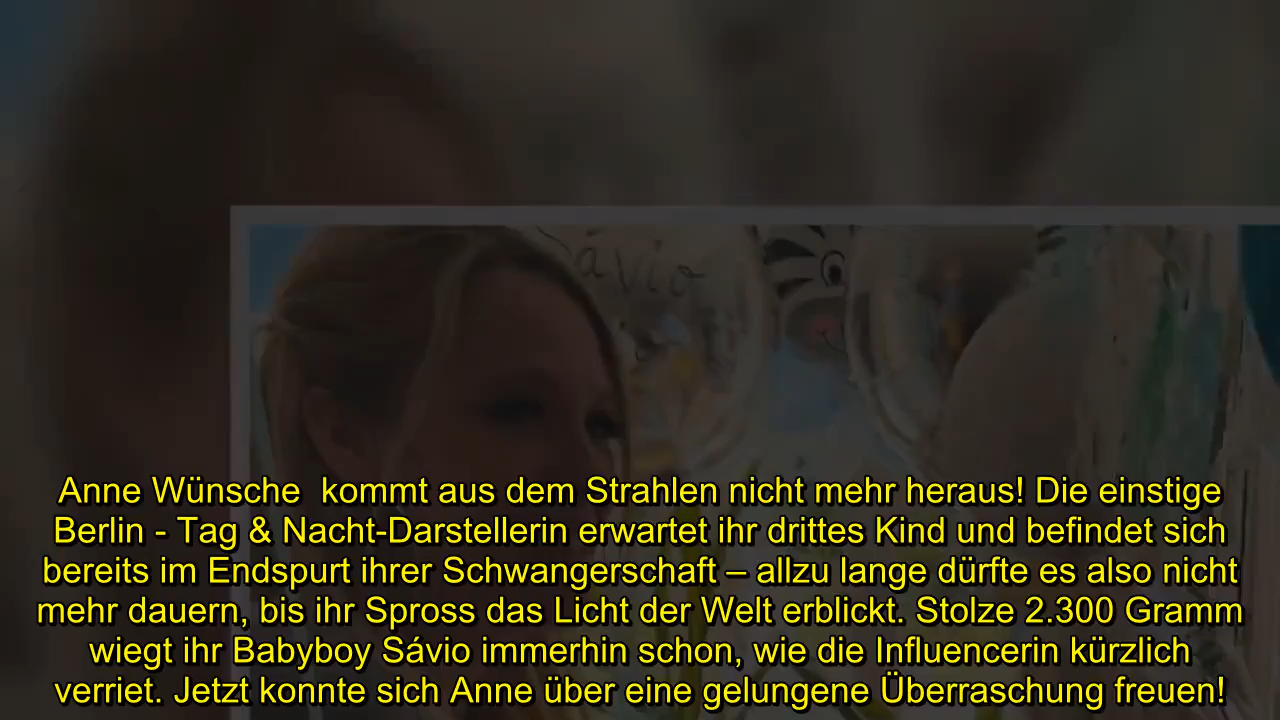 Sávio
Anne Wünsche  kommt aus dem Strahlen nicht mehr heraus! Die einstige
Berlin - Tag & Nacht-Darstellerin erwartet ihr drittes Kind und befindet sich
bereits im Endspurt ihrer Schwangerschaft – allzu lange dürfte es also nicht
mehr dauern, bis ihr Spross das Licht der Welt erblickt. Stolze 2.300 Gramm
wiegt ihr Babyboy Sávio immerhin schon, wie die Influencerin kürzlich
verriet. Jetzt konnte sich Anne über eine gelungene Überraschung freuen!